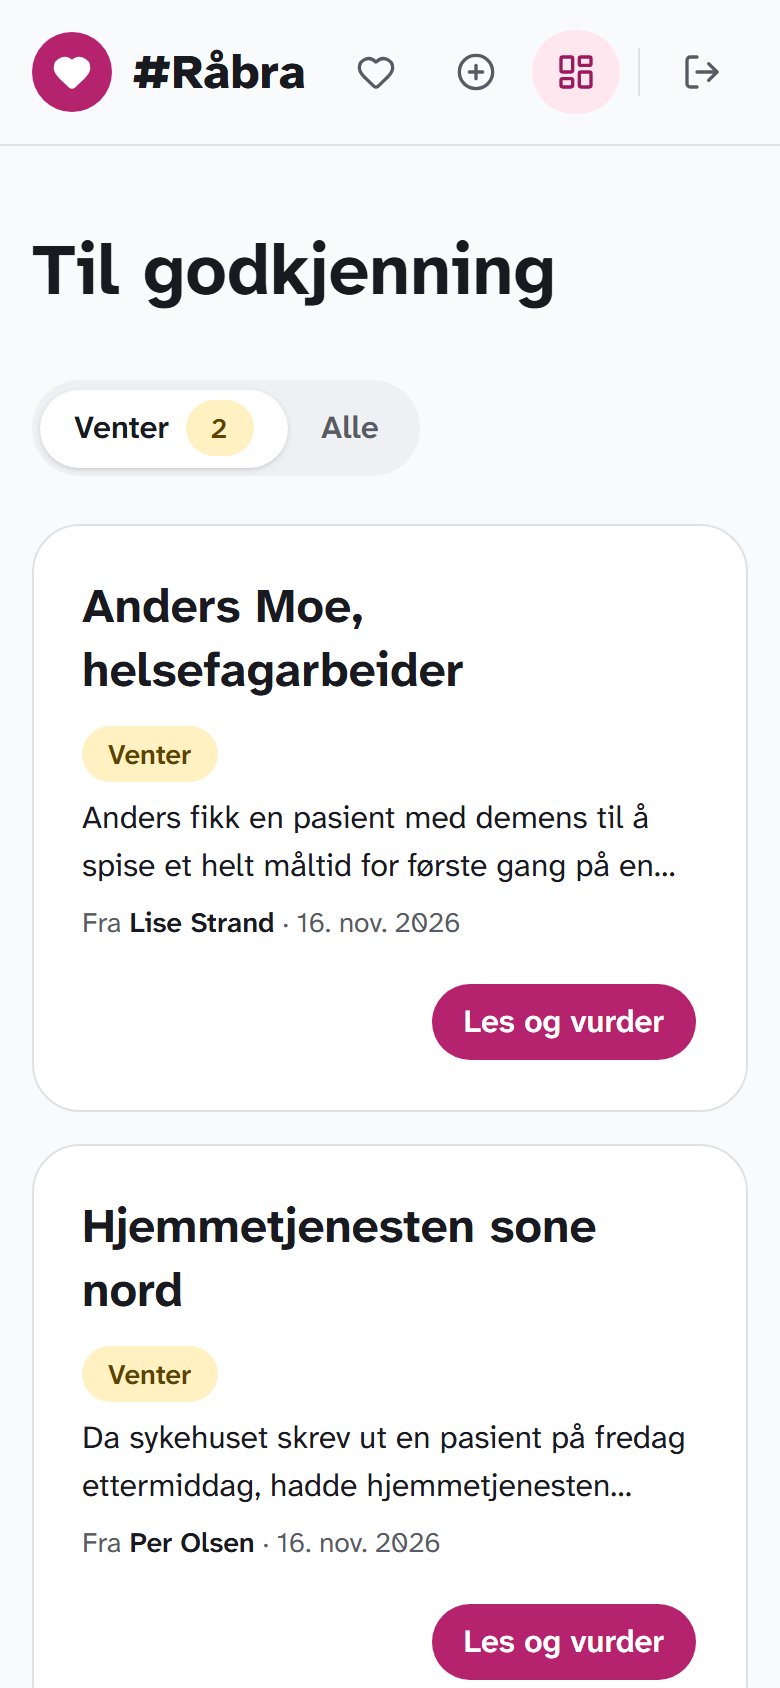 #Råbra
Til godkjenning
Venter 2 Alle
Anders Moe,
helsefagarbeider
Venter
Anders fikk en pasient med demens til å
spise et helt måltid for første gang på en...
Fra Lise Strand · 16. nov. 2026
Les og vurder
Hjemmetjenesten sone
nord
Venter
Da sykehuset skrev ut en pasient på fredag
ettermiddag, hadde hjemmetjenesten...
Fra Per Olsen · 16. nov. 2026
Les og vurder